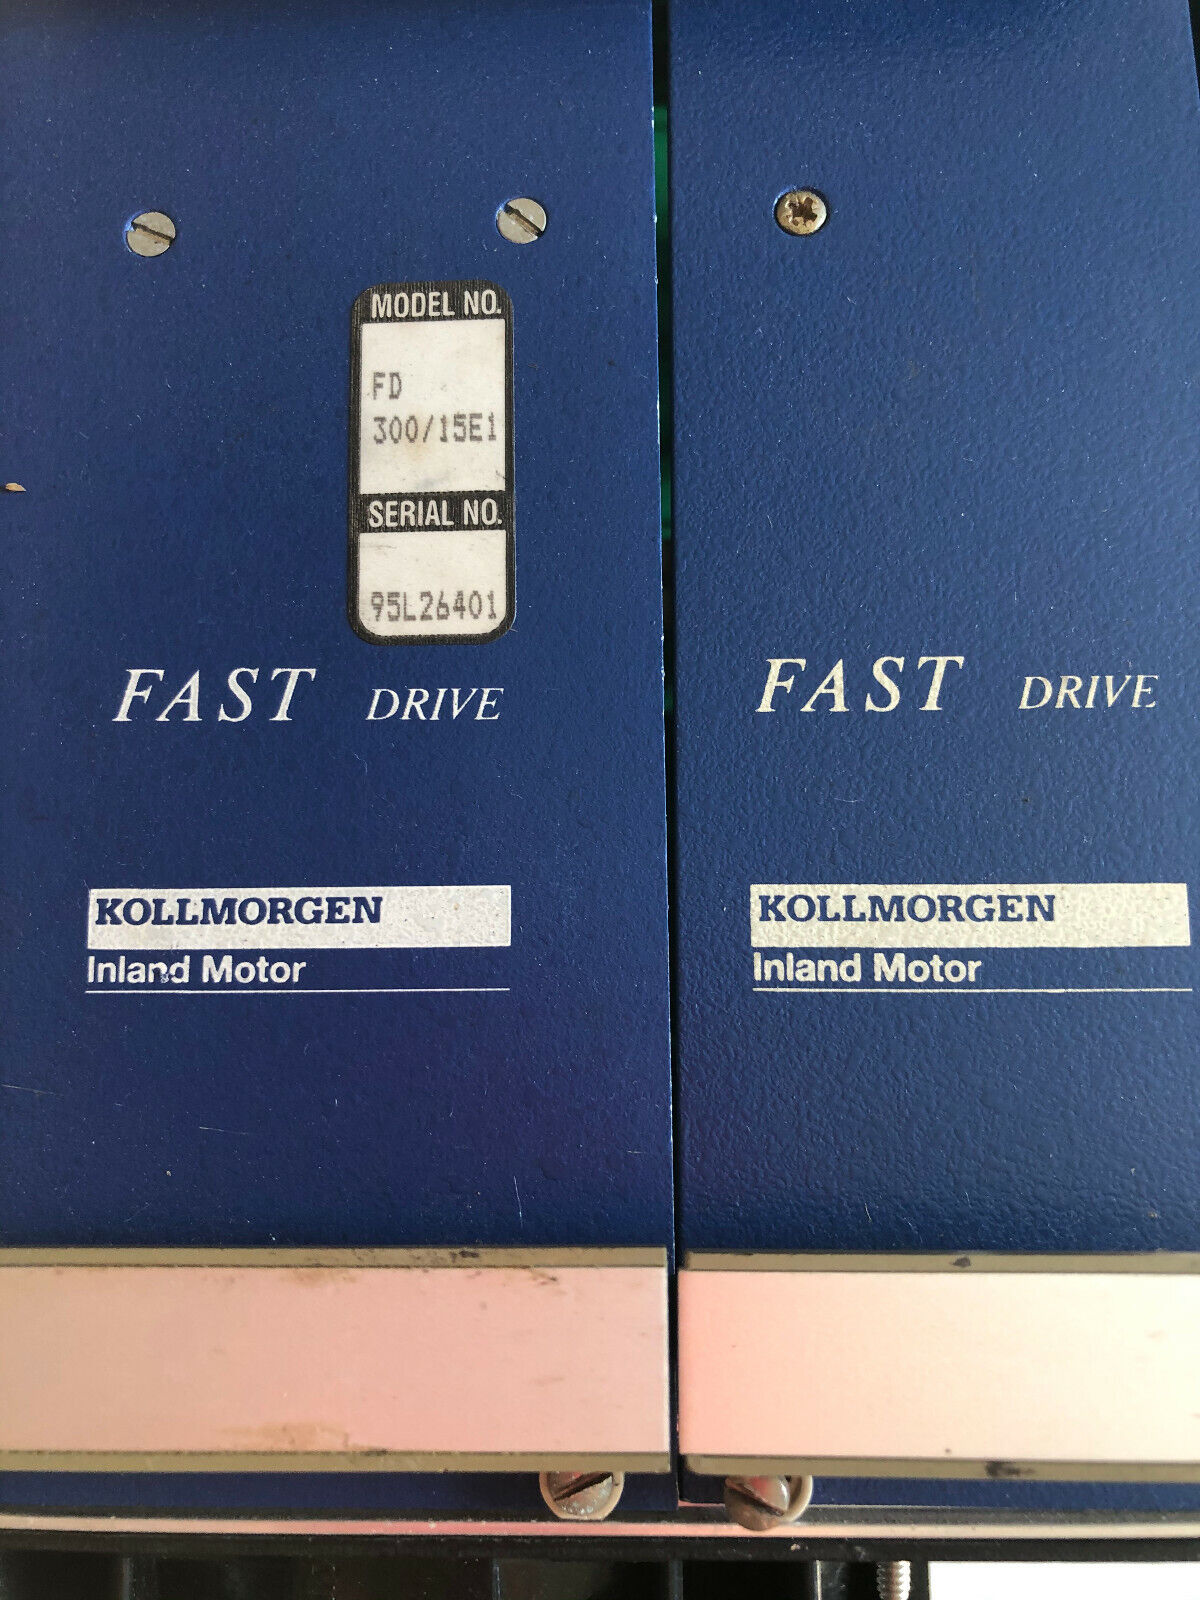 MODEL NO.
FD
300/15E1
SERIAL NO.
95L26401
FAST DRIVE
KOLLMORGEN
Inland Motor
FAST DRIVE
KOLLMORGEN
Inland Motor